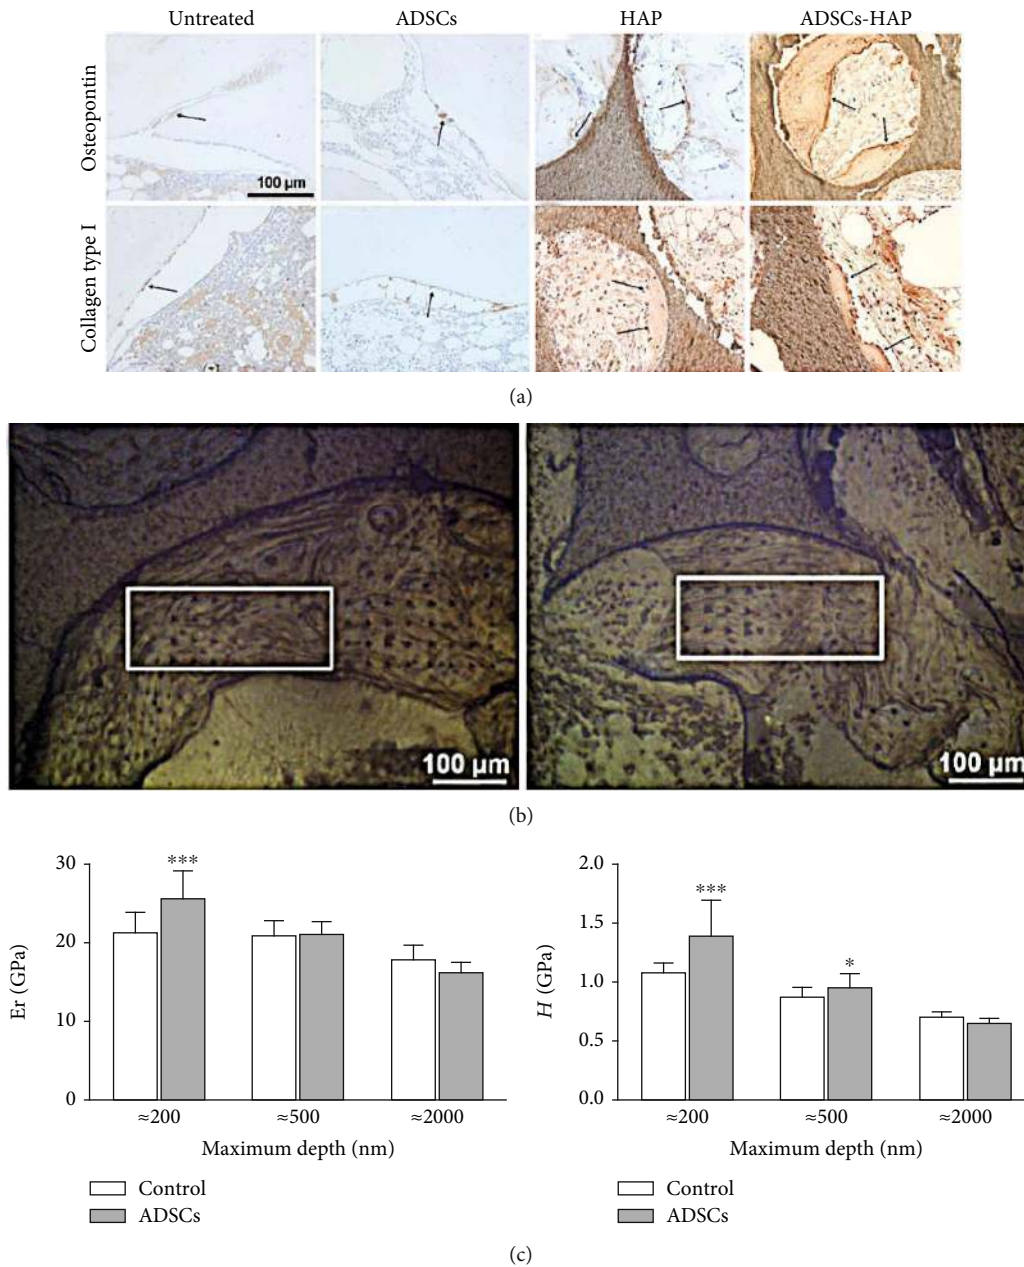 Untreated ADSCs HAP ADSCs-HAP
Osteopontin
100 µm
Collagen type I
(a)
100 µm
100 µm
(b)
30
20
10
0
Er (GPa)
***
≈200 ≈500 ≈2000
Maximum depth (nm)
Control
ADSCs
2.0
1.5
1.0
0.5
0.0
H (GPa)
***
*
≈200 ≈500 ≈2000
Maximum depth (nm)
Control
ADSCs
(c)